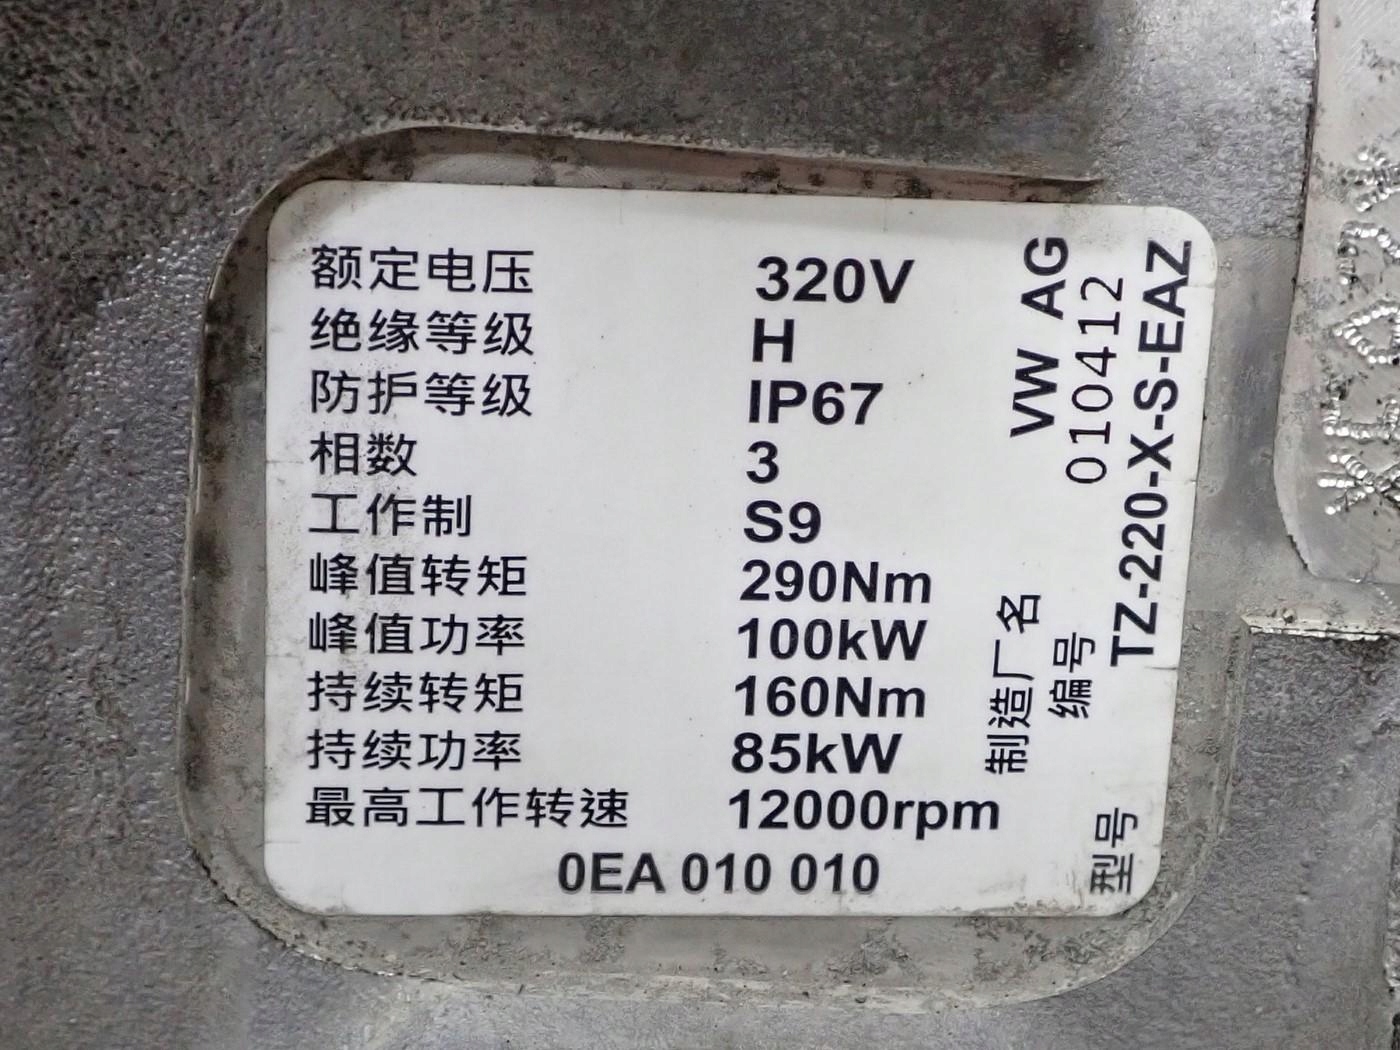 额定电压 320V
绝缘等级 H
防护等级 IP67
相数 3
工作制 S9
峰值转矩 290Nm
峰值功率 100kW
持续转矩 160Nm
持续功率 85kW
最高工作转速 12000rpm
0EA 010 010
制造厂名 VW AG
编号 010412
型号 TZ-220-X-S-EAZ